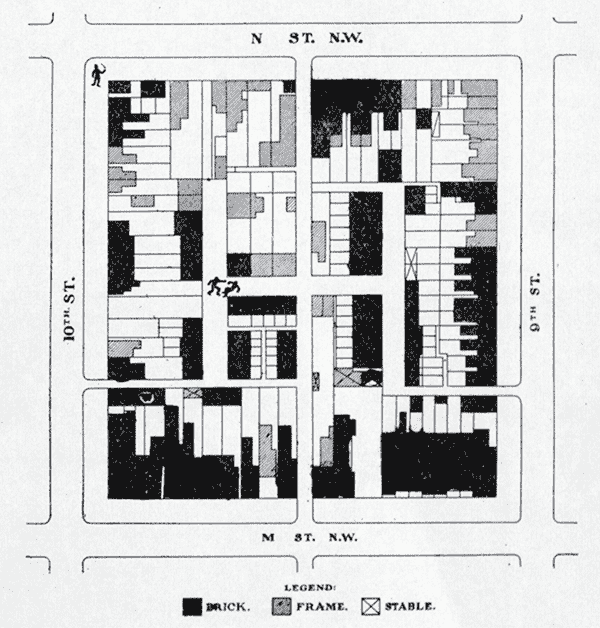 N ST. N.W.
10TH. ST.
9TH ST.
M ST. N.W.
LEGEND:
BRICK. FRAME. STABLE.